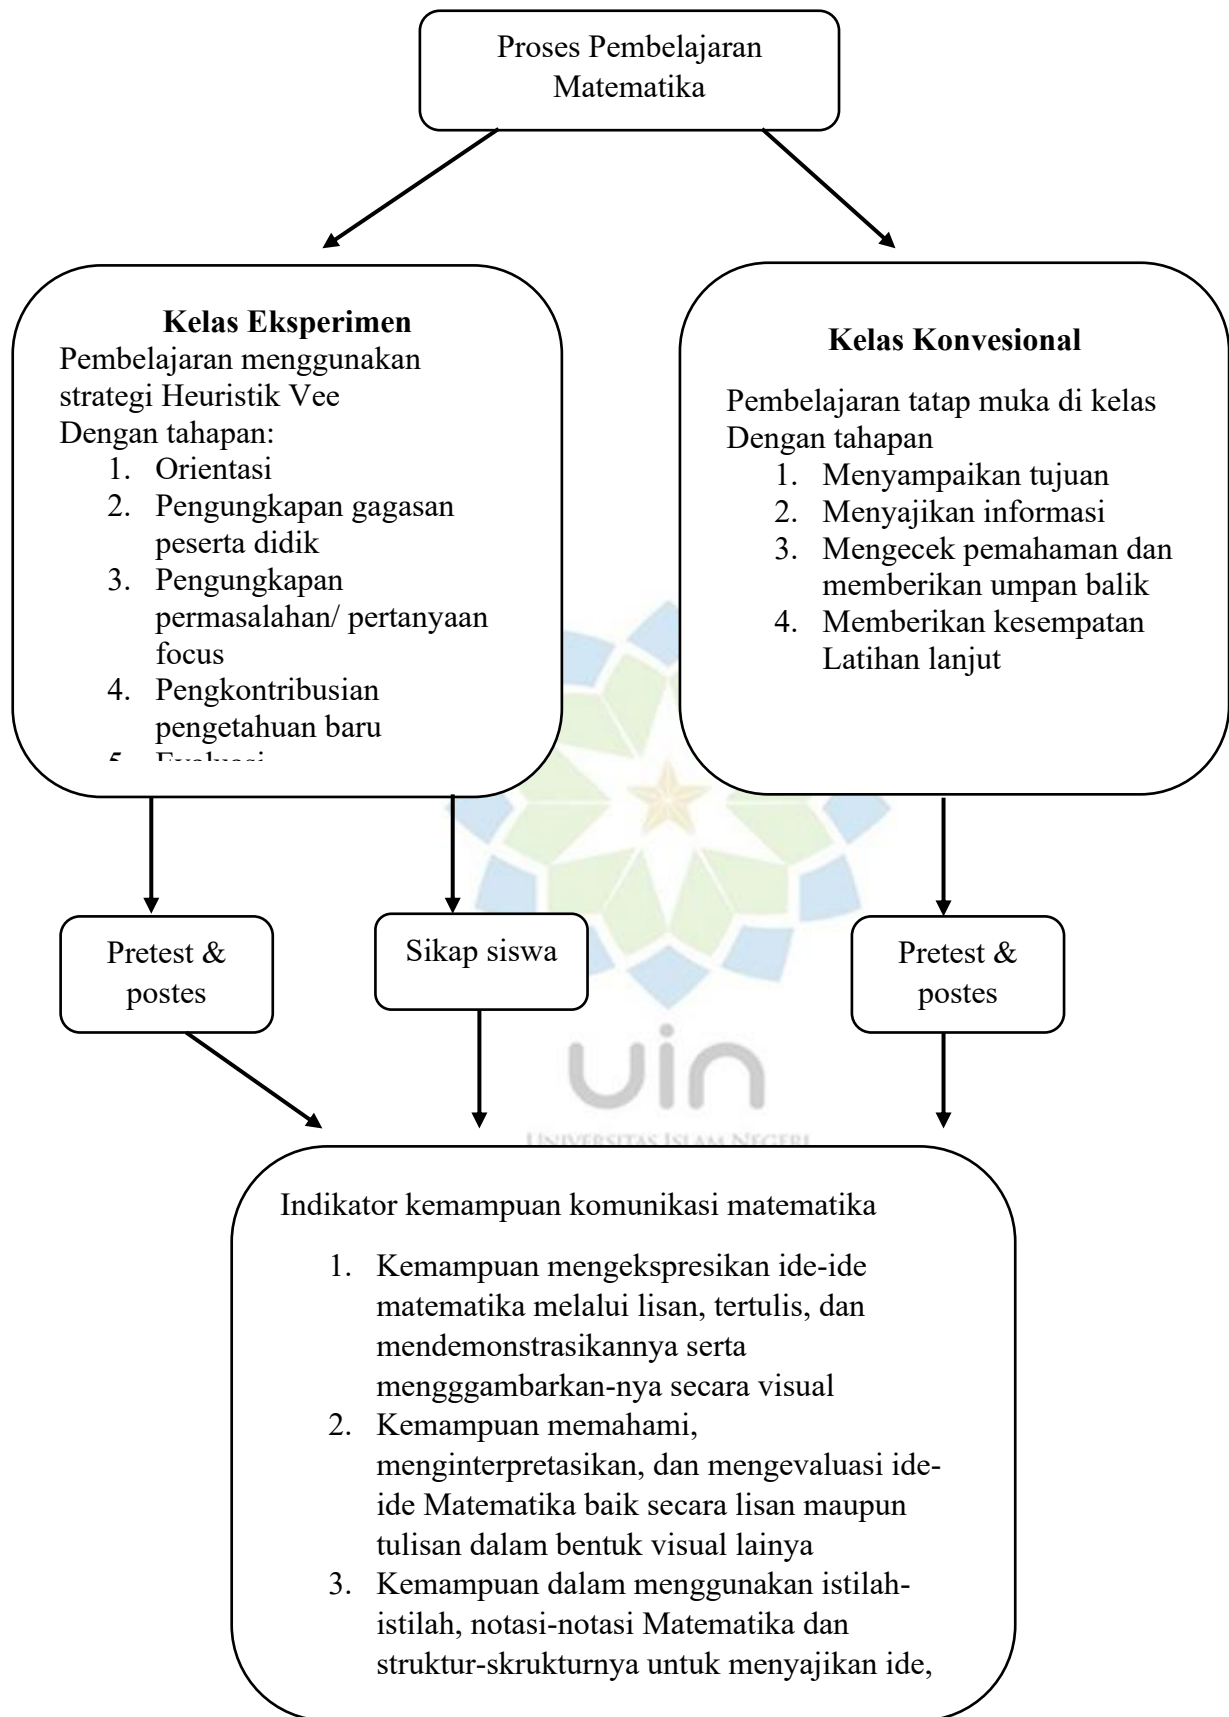 Proses Pembelajaran
Matematika
Kelas Eksperimen
Pembelajaran menggunakan
strategi Heuristik Vee
Dengan tahapan:
1. Orientasi
2. Pengungkapan gagasan
peserta didik
3. Pengungkapan
permasalahan/ pertanyaan
focus
4. Pengkontribusian
pengetahuan baru
5. Evaluasi
Kelas Konvesional
Pembelajaran tatap muka di kelas
Dengan tahapan
1. Menyampaikan tujuan
2. Menyajikan informasi
3. Mengecek pemahaman dan
memberikan umpan balik
4. Memberikan kesempatan
Latihan lanjut
Pretest &
postes
Sikap siswa
Pretest &
postes
uin
UNIVERSITAS ISLAM NEGERI
Indikator kemampuan komunikasi matematika
1. Kemampuan mengekspresikan ide-ide
matematika melalui lisan, tertulis, dan
mendemonstrasikannya serta
mengggambarkan-nya secara visual
2. Kemampuan memahami,
menginterpretasikan, dan mengevaluasi ide-
ide Matematika baik secara lisan maupun
tulisan dalam bentuk visual lainya
3. Kemampuan dalam menggunakan istilah-
istilah, notasi-notasi Matematika dan
struktur-skrukturnya untuk menyajikan ide,